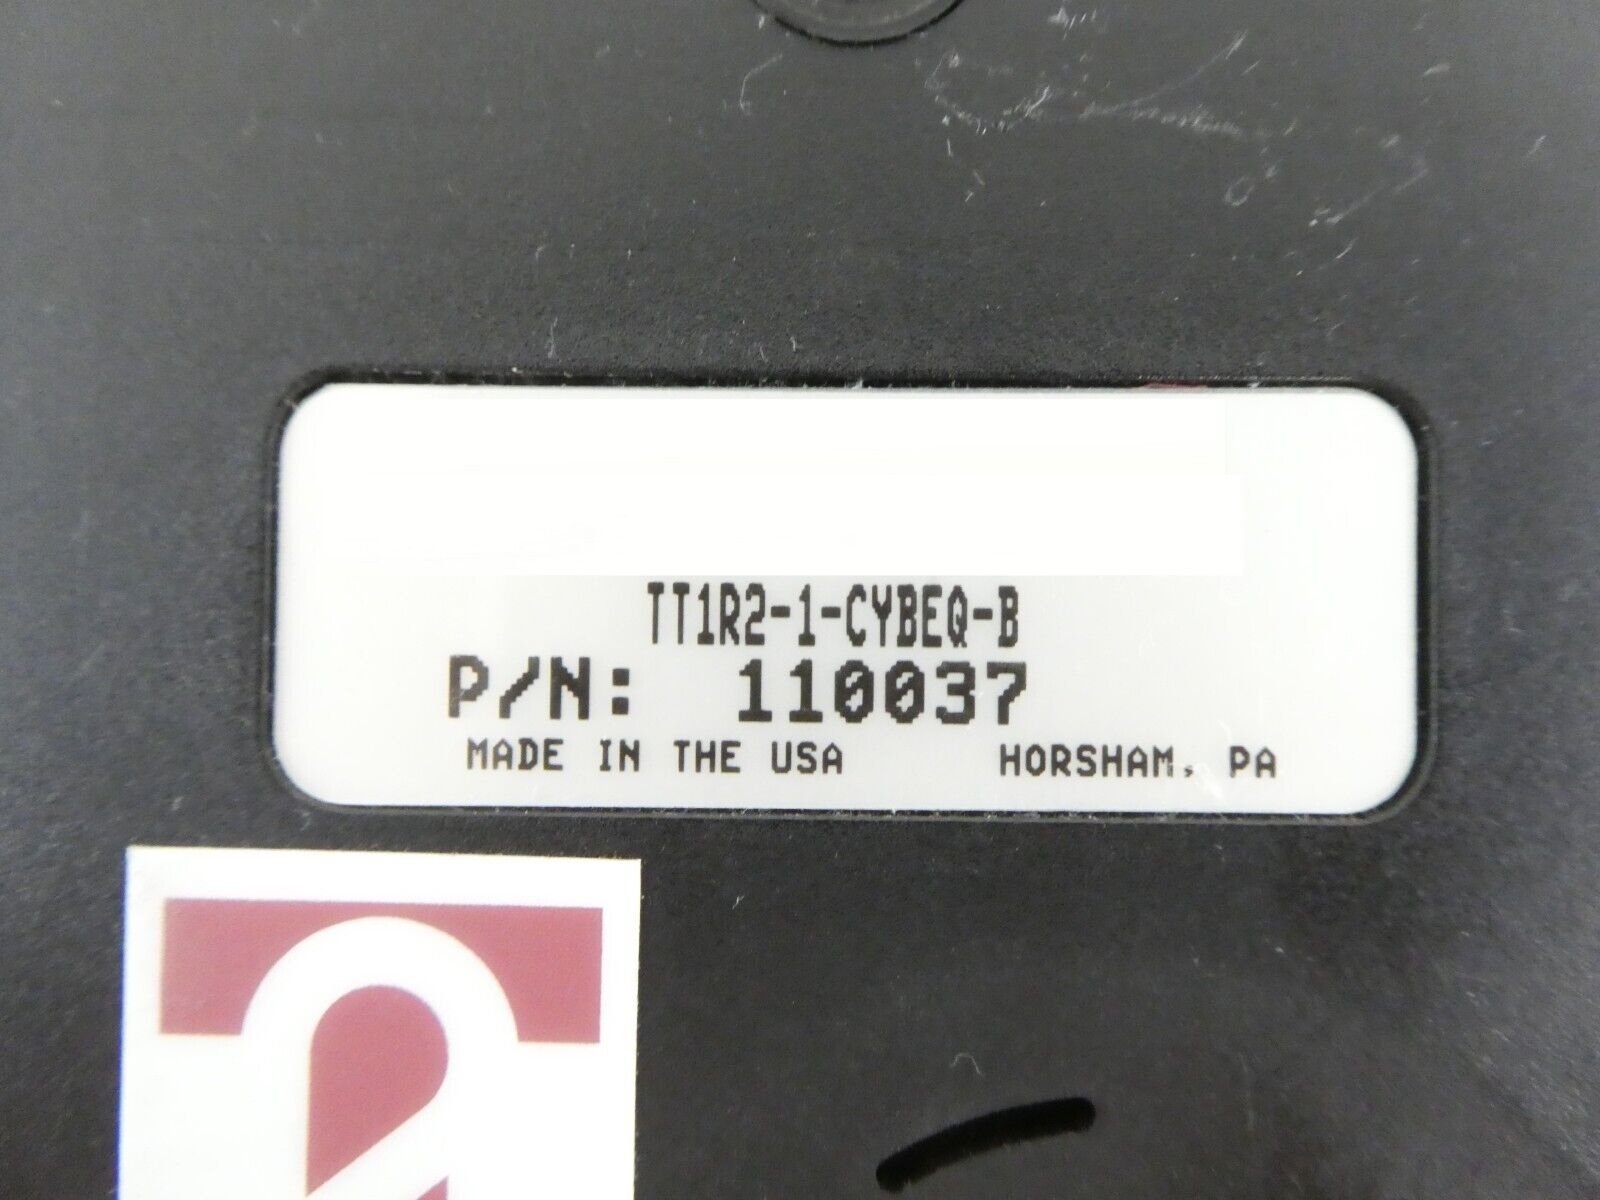 TT1R2-1-CYBEQ-B
P/N: 110037
MADE IN THE USA HORSHAM, PA